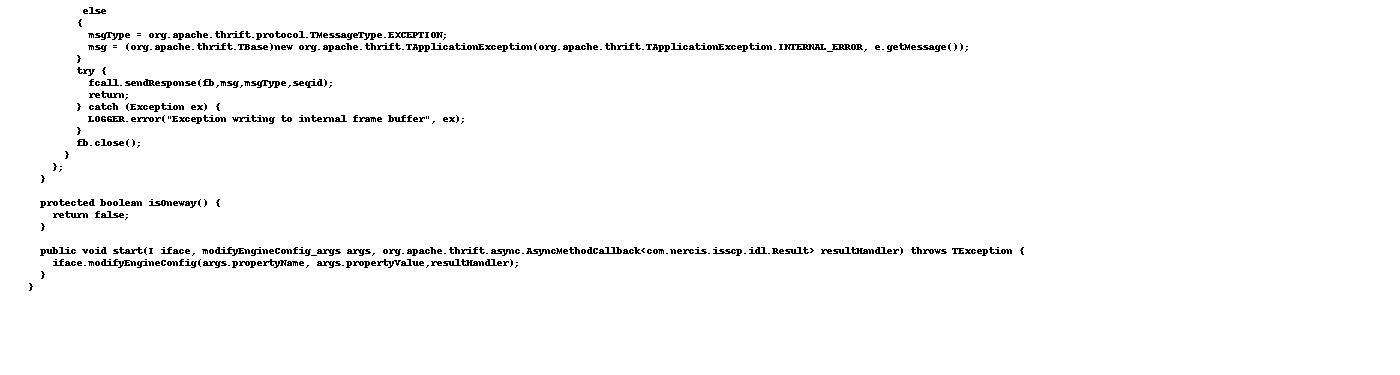 else
{
msgType = org.apache.thrift.protocol.TMessageType.EXCEPTION;
msg = (org.apache.thrift.TBase)new org.apache.thrift.TApplicationException(org.apache.thrift.TApplicationException.INTERNAL_ERROR, e.getMessage());
}
try {
fcall.sendResponse(fb,msg,msgType,seqid);
return;
} catch (Exception ex) {
LOGGER.error("Exception writing to internal frame buffer", ex);
}
fb.close();
}
};
}
protected boolean isOneway() {
return false;
}
public void start(I iface, modifyEngineConfig_args args, org.apache.thrift.async.AsyncMethodCallback<com.nercis.isscp.idl.Result> resultHandler) throws TException {
iface.modifyEngineConfig(args.propertyName, args.propertyValue,resultHandler);
}
}